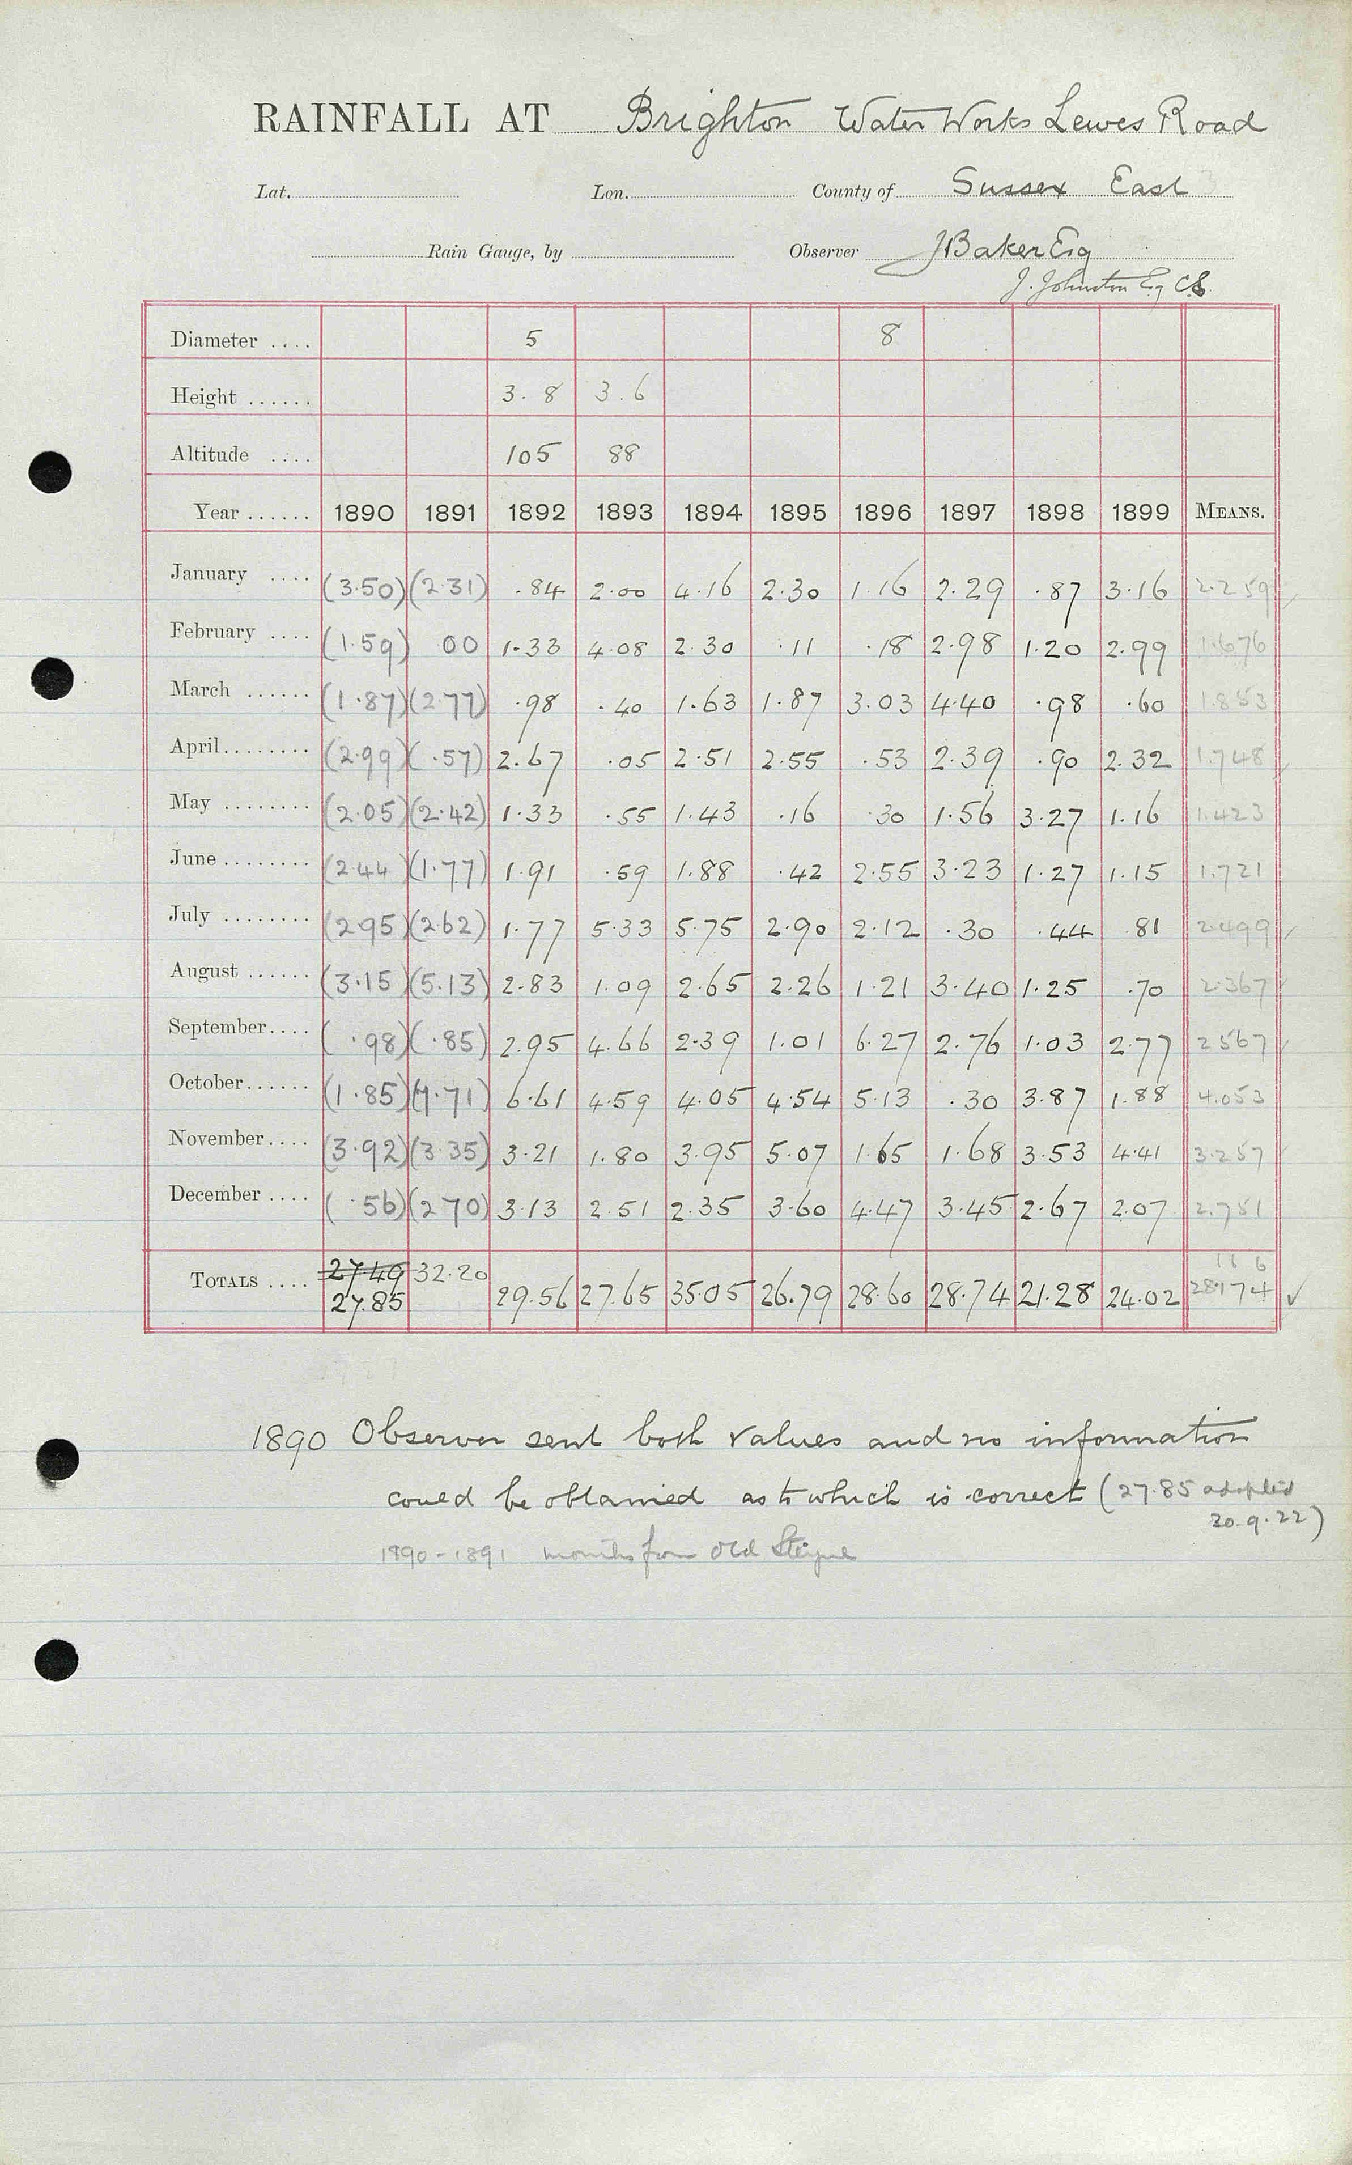 RAINFALL AT Brighton Water Works Lewes Road
Lat. Lon. County of Sussex East
Rain Gauge, by Observer J Baker Esq
J. Johnston Esq C.E.
Diameter .... 5 8
Height ...... 3.8 3.6
Altitude .... 105 88
Year ...... 1890 1891 1892 1893 1894 1895 1896 1897 1898 1899 MEANS.
January .... (3.50) (2.31) .84 2.00 4.16 2.30 1.16 2.29 .87 3.16 2.259
February .... (1.59) 00 1.33 4.08 2.30 .11 .18 2.98 1.20 2.99 1.676
March ...... (1.87) (2.77) .98 .40 1.63 1.87 3.03 4.40 .98 .60 1.853
April ........ (2.99) (.57) 2.67 .05 2.51 2.55 .53 2.39 .90 2.32 1.748
May ........ (2.05) (2.42) 1.33 .55 1.43 .16 .30 1.56 3.27 1.16 1.423
June ........ (2.44) (1.77) 1.91 .59 1.88 .42 2.55 3.23 1.27 1.15 1.721
July ........ (2.95) (2.62) 1.77 5.33 5.75 2.90 2.12 .30 .44 .81 2.499
August ...... (3.15) (5.13) 2.83 1.09 2.65 2.26 1.21 3.40 1.25 .70 2.367
September.... (.98) (.85) 2.95 4.66 2.39 1.01 6.27 2.76 1.03 2.77 2.567
October...... (1.85) (7.71) 6.61 4.59 4.05 4.54 5.13 .30 3.87 1.88 4.053
November.... (3.92) (3.35) 3.21 1.80 3.95 5.07 1.65 1.68 3.53 4.41 3.257
December .... (.56) (2.70) 3.13 2.51 2.35 3.60 4.47 3.45 2.67 2.07 2.751
TOTALS .... 27.49 32.20
27.85 29.56 27.65 35.05 26.79 28.60 28.74 21.28 24.02 28.174
1890 Observer sent both values and no information
could be obtained as to which is correct (27.85 adopted
20.9.22)
1890-1891 months from Old Steyne